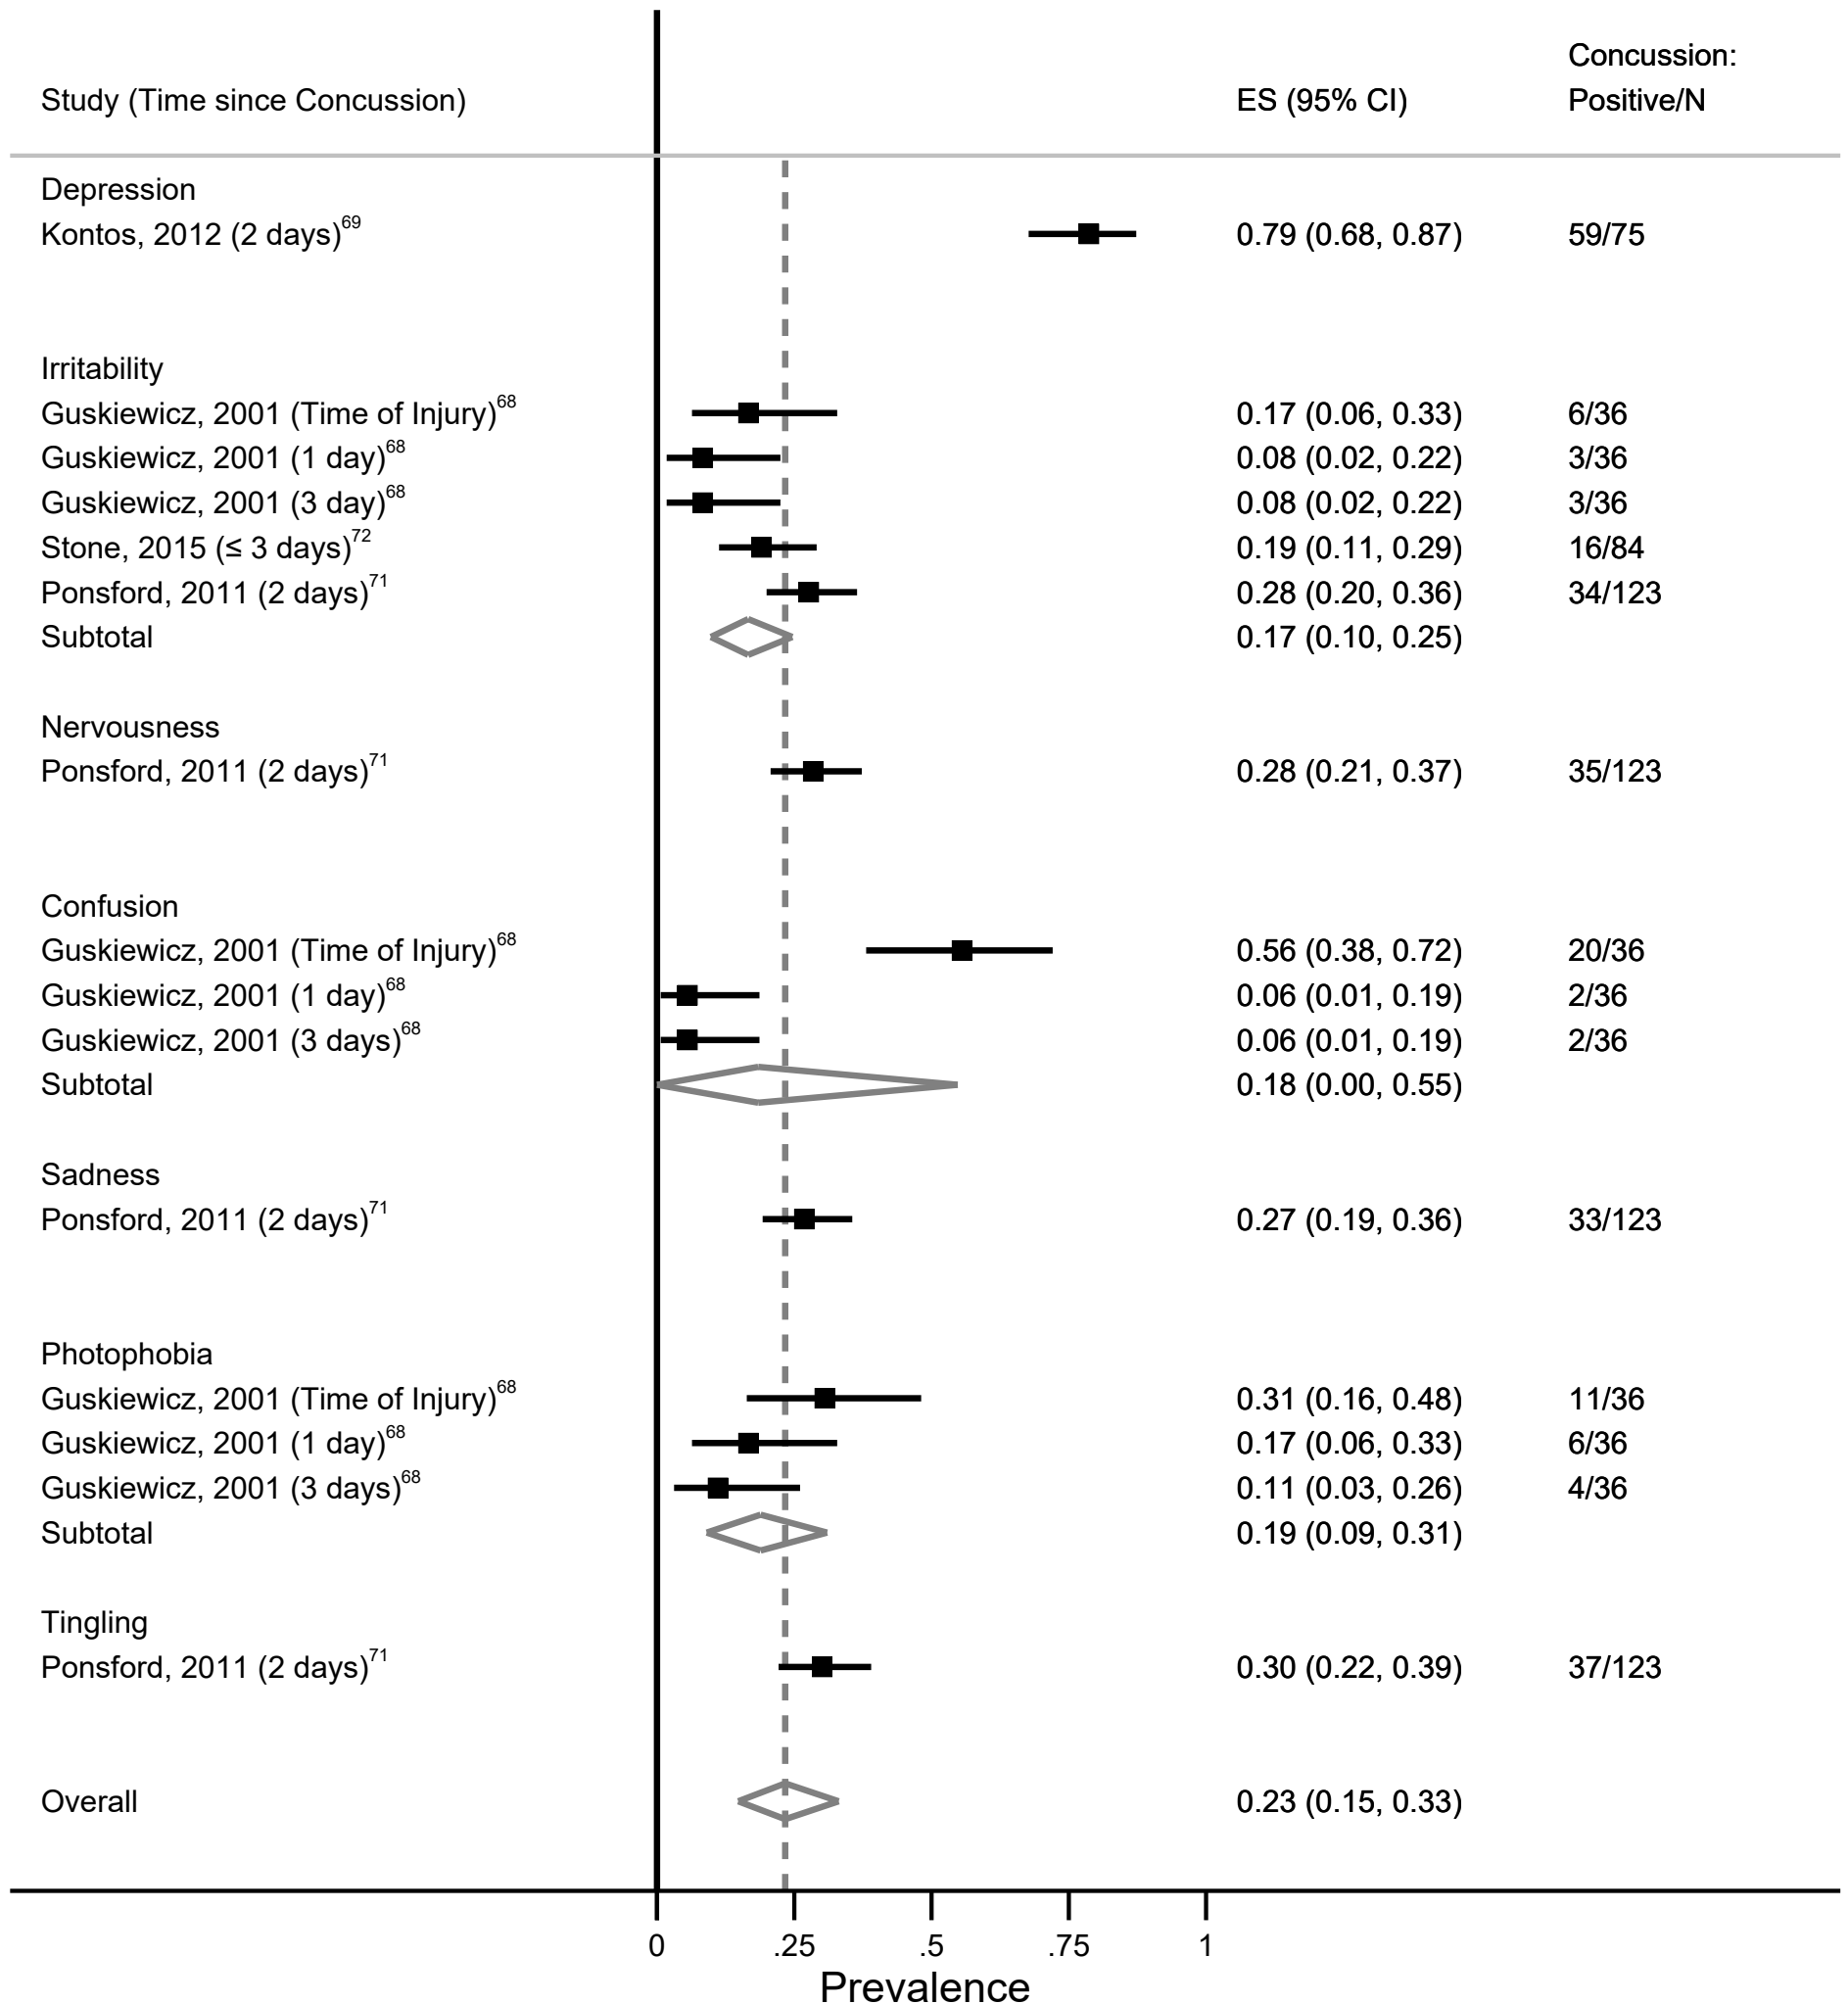 Concussion:
Study (Time since Concussion) ES (95% CI) Positive/N
Depression
Kontos, 2012 (2 days)69 0.79 (0.68, 0.87) 59/75
Irritability
Guskiewicz, 2001 (Time of Injury)68 0.17 (0.06, 0.33) 6/36
Guskiewicz, 2001 (1 day)68 0.08 (0.02, 0.22) 3/36
Guskiewicz, 2001 (3 day)68 0.08 (0.02, 0.22) 3/36
Stone, 2015 (≤ 3 days)72 0.19 (0.11, 0.29) 16/84
Ponsford, 2011 (2 days)71 0.28 (0.20, 0.36) 34/123
Subtotal 0.17 (0.10, 0.25)
Nervousness
Ponsford, 2011 (2 days)71 0.28 (0.21, 0.37) 35/123
Confusion
Guskiewicz, 2001 (Time of Injury)68 0.56 (0.38, 0.72) 20/36
Guskiewicz, 2001 (1 day)68 0.06 (0.01, 0.19) 2/36
Guskiewicz, 2001 (3 days)68 0.06 (0.01, 0.19) 2/36
Subtotal 0.18 (0.00, 0.55)
Sadness
Ponsford, 2011 (2 days)71 0.27 (0.19, 0.36) 33/123
Photophobia
Guskiewicz, 2001 (Time of Injury)68 0.31 (0.16, 0.48) 11/36
Guskiewicz, 2001 (1 day)68 0.17 (0.06, 0.33) 6/36
Guskiewicz, 2001 (3 days)68 0.11 (0.03, 0.26) 4/36
Subtotal 0.19 (0.09, 0.31)
Tingling
Ponsford, 2011 (2 days)71 0.30 (0.22, 0.39) 37/123
Overall 0.23 (0.15, 0.33)
0 .25 .5 .75 1
Prevalence